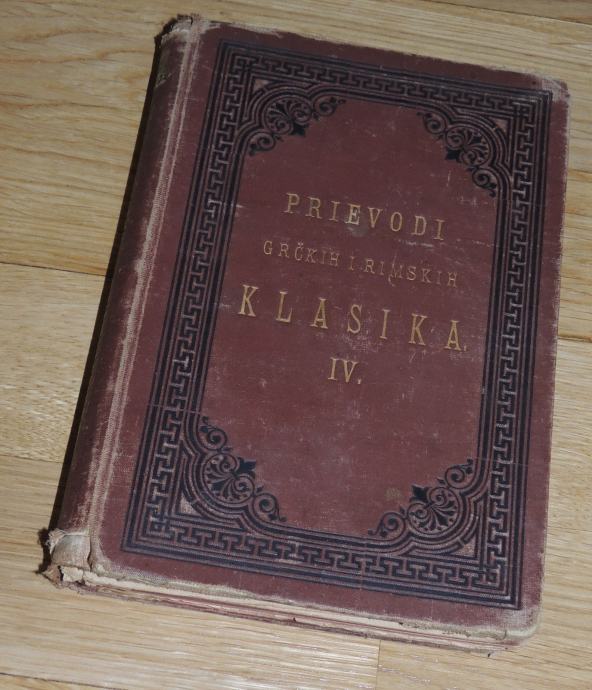 PRIEVODI
GRČKIH I RIMSKIH
KLASIKA.
IV.